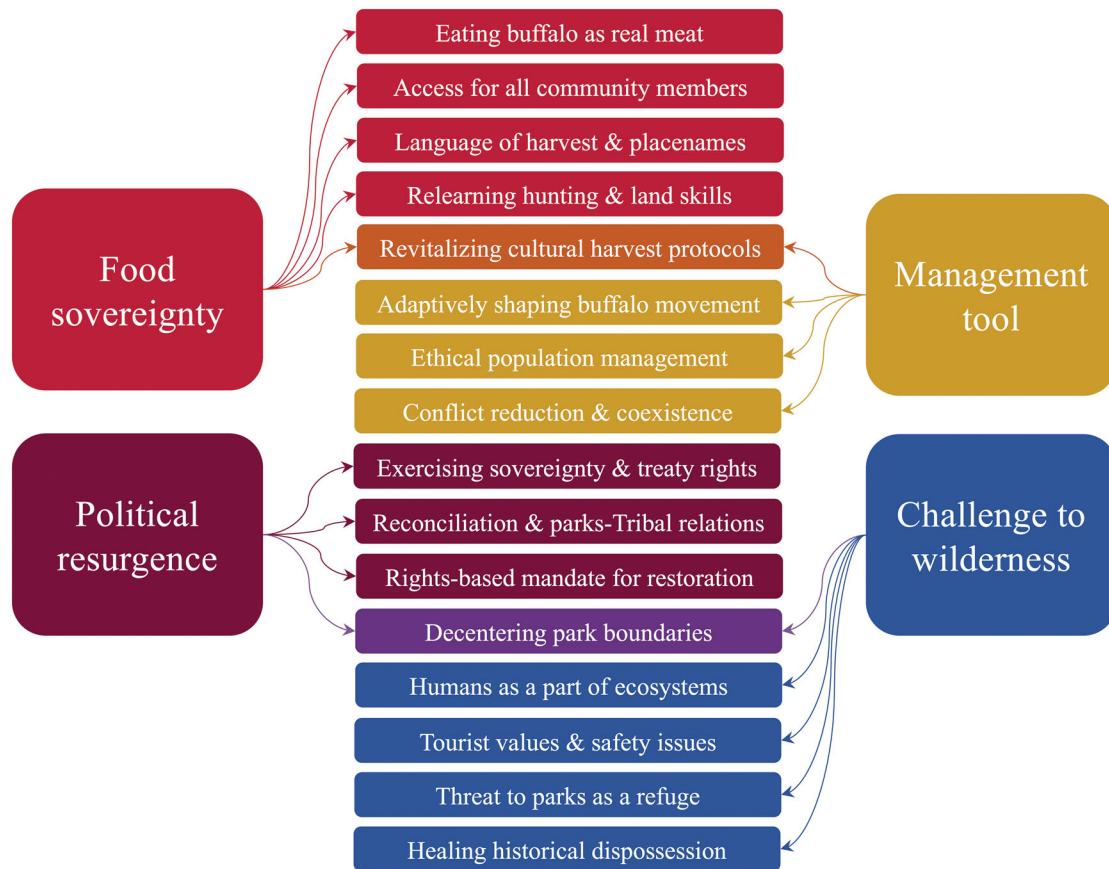 Eating buffalo as real meat
Access for all community members
Language of harvest & placenames
Relearning hunting & land skills
Revitalizing cultural harvest protocols
Adaptively shaping buffalo movement
Ethical population management
Conflict reduction & coexistence
Exercising sovereignty & treaty rights
Reconciliation & parks-Tribal relations
Rights-based mandate for restoration
Decentering park boundaries
Humans as a part of ecosystems
Tourist values & safety issues
Threat to parks as a refuge
Healing historical dispossession
Food
sovereignty
Political
resurgence
Management
tool
Challenge to
wilderness